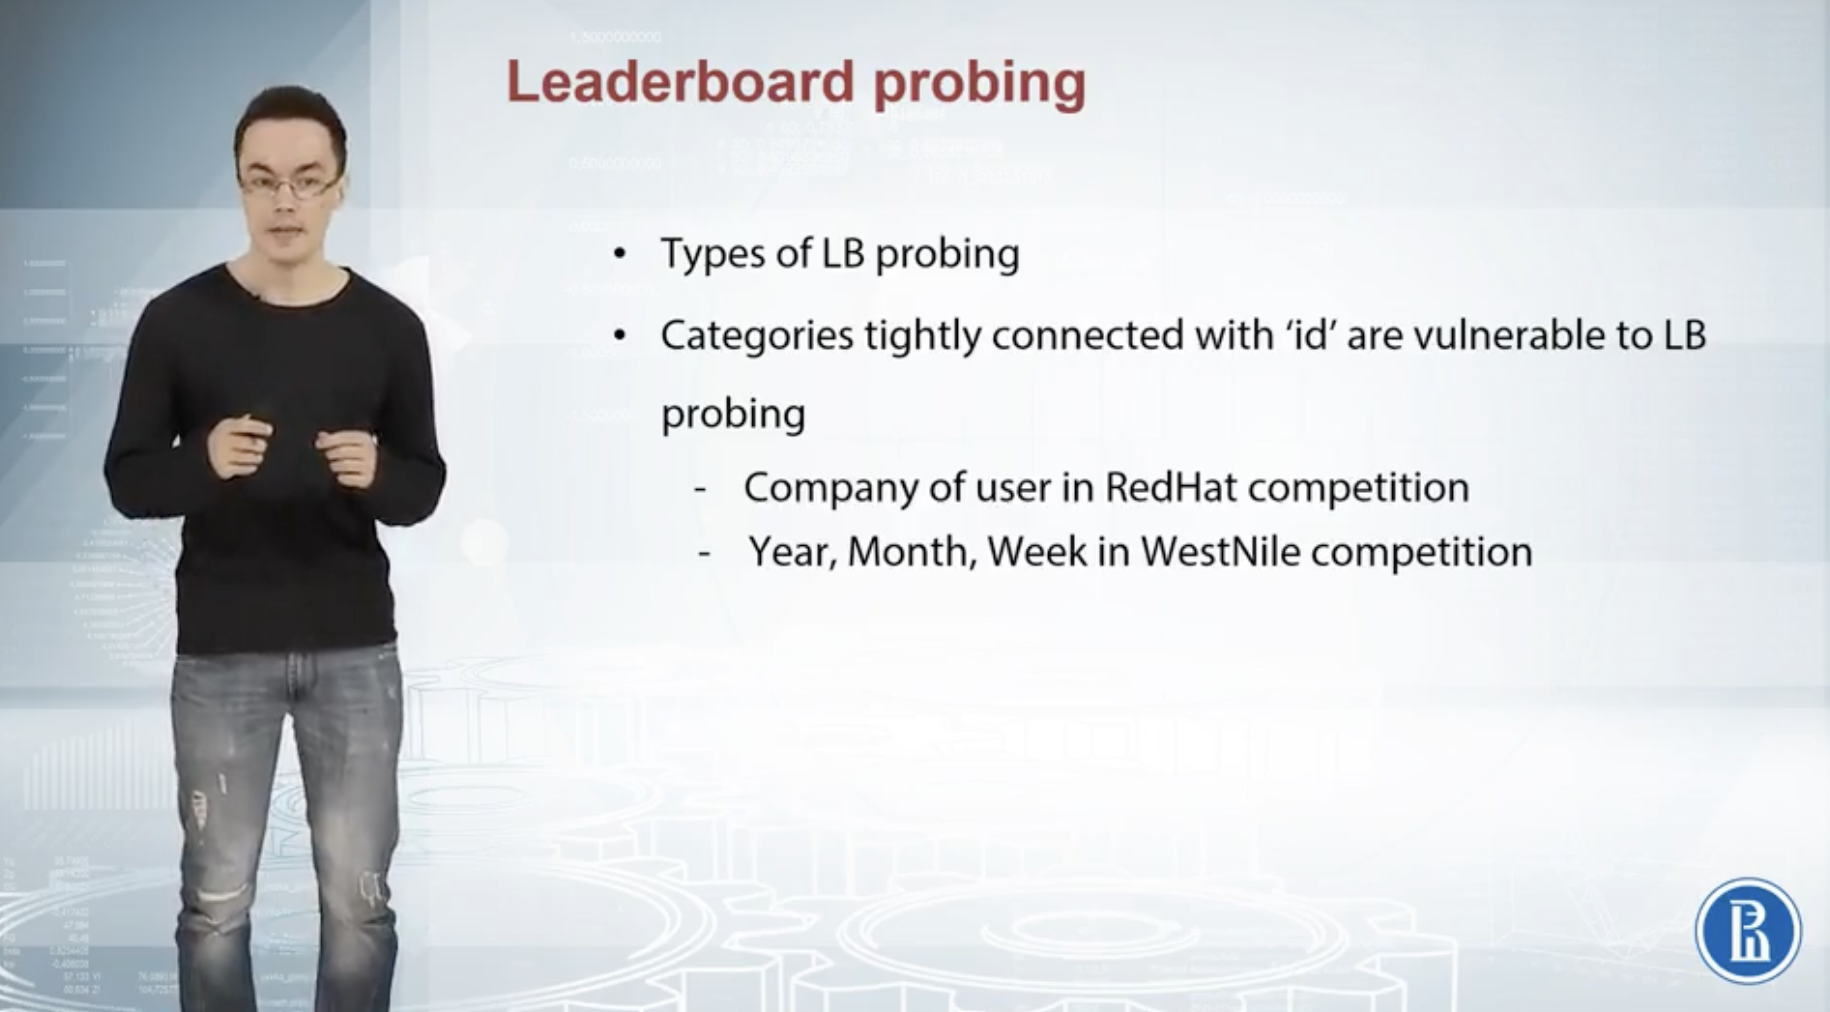 Leaderboard probing
• Types of LB probing
• Categories tightly connected with ‘id’ are vulnerable to LB
probing
- Company of user in RedHat competition
- Year, Month, Week in WestNile competition